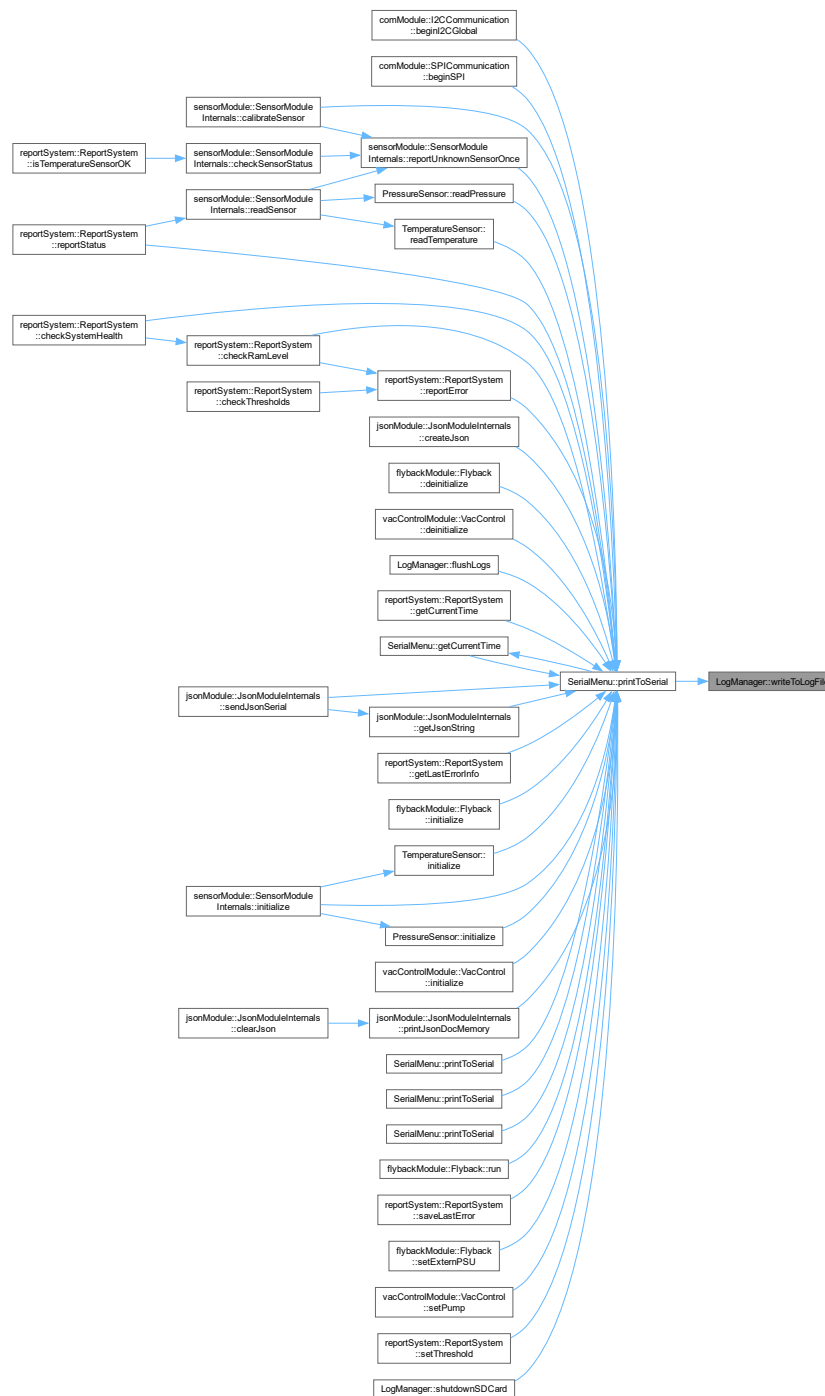 comModule::I2CCommunication
::beginI2CGlobal
comModule::SPICommunication
::beginSPI
sensorModule::SensorModule
Internals::calibrateSensor
sensorModule::SensorModule
Internals::reportUnknownSensorOnce
reportSystem::ReportSystem
::isTemperatureSensorOK
sensorModule::SensorModule
Internals::checkSensorStatus
sensorModule::SensorModule
Internals::readSensor
PressureSensor::readPressure
TemperatureSensor::
readTemperature
reportSystem::ReportSystem
::reportStatus
reportSystem::ReportSystem
::checkSystemHealth
reportSystem::ReportSystem
::checkRamLevel
reportSystem::ReportSystem
::reportError
reportSystem::ReportSystem
::checkThresholds
jsonModule::JsonModuleInternals
::createJson
flybackModule::Flyback
::deinitialize
vacControlModule::VacControl
::deinitialize
LogManager::flushLogs
reportSystem::ReportSystem
::getCurrentTime
SerialMenu::getCurrentTime
SerialMenu::printToSerial
LogManager::writeToLogFile
jsonModule::JsonModuleInternals
::sendJsonSerial
jsonModule::JsonModuleInternals
::getJsonString
reportSystem::ReportSystem
::getLastErrorInfo
flybackModule::Flyback
::initialize
TemperatureSensor::
initialize
sensorModule::SensorModule
Internals::initialize
PressureSensor::initialize
vacControlModule::VacControl
::initialize
jsonModule::JsonModuleInternals
::clearJson
jsonModule::JsonModuleInternals
::printJsonDocMemory
SerialMenu::printToSerial
SerialMenu::printToSerial
SerialMenu::printToSerial
flybackModule::Flyback::run
reportSystem::ReportSystem
::saveLastError
flybackModule::Flyback
::setExternPSU
vacControlModule::VacControl
::setPump
reportSystem::ReportSystem
::setThreshold
LogManager::shutdownSDCard